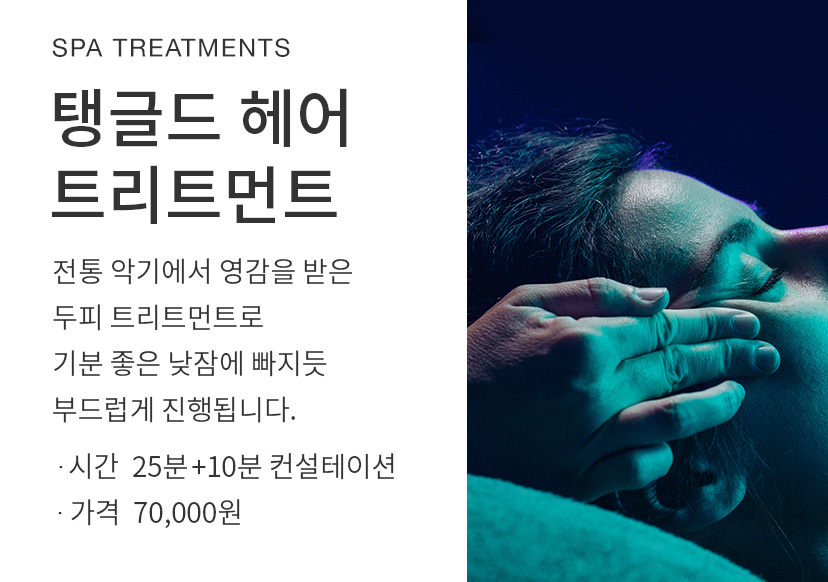 SPA TREATMENTS
탱글드 헤어
트리트먼트
전통 악기에서 영감을 받은
두피 트리트먼트로
기분 좋은 낮잠에 빠지듯
부드럽게 진행됩니다.
· 시간 25분+10분 컨설테이션
· 가격 70,000원